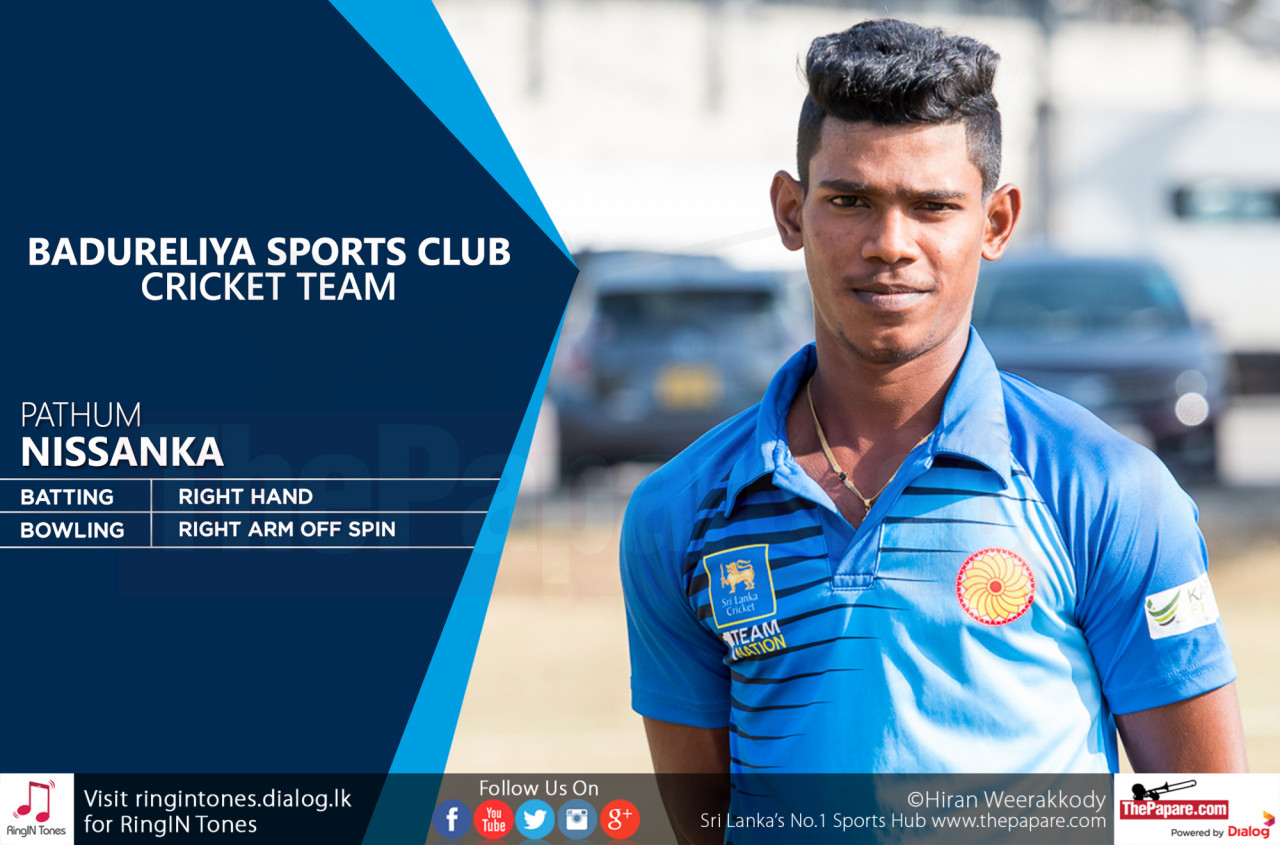 BADURELIYA SPORTS CLUB
CRICKET TEAM
PATHUM
NISSANKA
BATTING RIGHT HAND
BOWLING RIGHT ARM OFF SPIN
ThePapare
Sri Lanka
Cricket
#TEAM
NATION
RingIN Tones
Visit ringintones.dialog.lk
for RingIN Tones
Follow Us On
f
You
Tube
g+
©Hiran Weerakkody
Sri Lanka's No.1 Sports Hub www.thepapare.com
ThePapare.com
Powered by Dialog